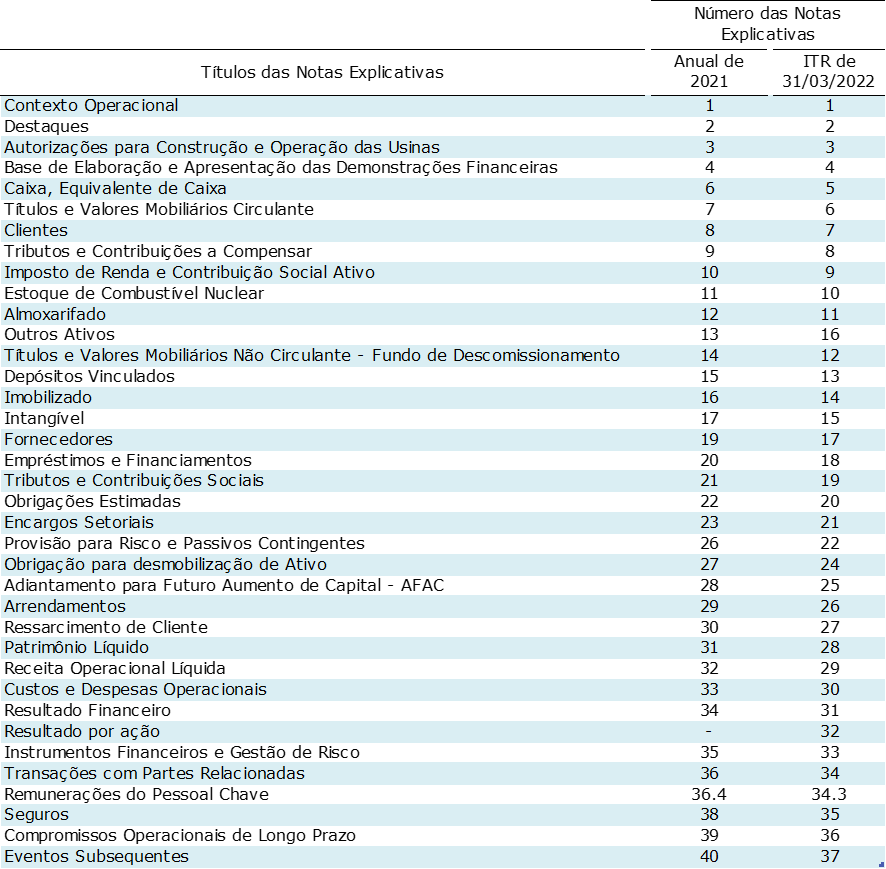 Número das Notas
Explicativas
Títulos das Notas Explicativas
Anual de
2021
ITR de
31/03/2022
Contexto Operacional 1 1
Destaques 2 2
Autorizações para Construção e Operação das Usinas 3 3
Base de Elaboração e Apresentação das Demonstrações Financeiras 4 4
Caixa, Equivalente de Caixa 6 5
Títulos e Valores Mobiliários Circulante 7 6
Clientes 8 7
Tributos e Contribuições a Compensar 9 8
Imposto de Renda e Contribuição Social Ativo 10 9
Estoque de Combustível Nuclear 11 10
Almoxarifado 12 11
Outros Ativos 13 16
Títulos e Valores Mobiliários Não Circulante - Fundo de Descomissionamento 14 12
Depósitos Vinculados 15 13
Imobilizado 16 14
Intangível 17 15
Fornecedores 19 17
Empréstimos e Financiamentos 20 18
Tributos e Contribuições Sociais 21 19
Obrigações Estimadas 22 20
Encargos Setoriais 23 21
Provisão para Risco e Passivos Contingentes 26 22
Obrigação para desmobilização de Ativo 27 24
Adiantamento para Futuro Aumento de Capital - AFAC 28 25
Arrendamentos 29 26
Ressarcimento de Cliente 30 27
Patrimônio Líquido 31 28
Receita Operacional Líquida 32 29
Custos e Despesas Operacionais 33 30
Resultado Financeiro 34 31
Resultado por ação - 32
Instrumentos Financeiros e Gestão de Risco 35 33
Transações com Partes Relacionadas 36 34
Remunerações do Pessoal Chave 36.4 34.3
Seguros 38 35
Compromissos Operacionais de Longo Prazo 39 36
Eventos Subsequentes 40 37